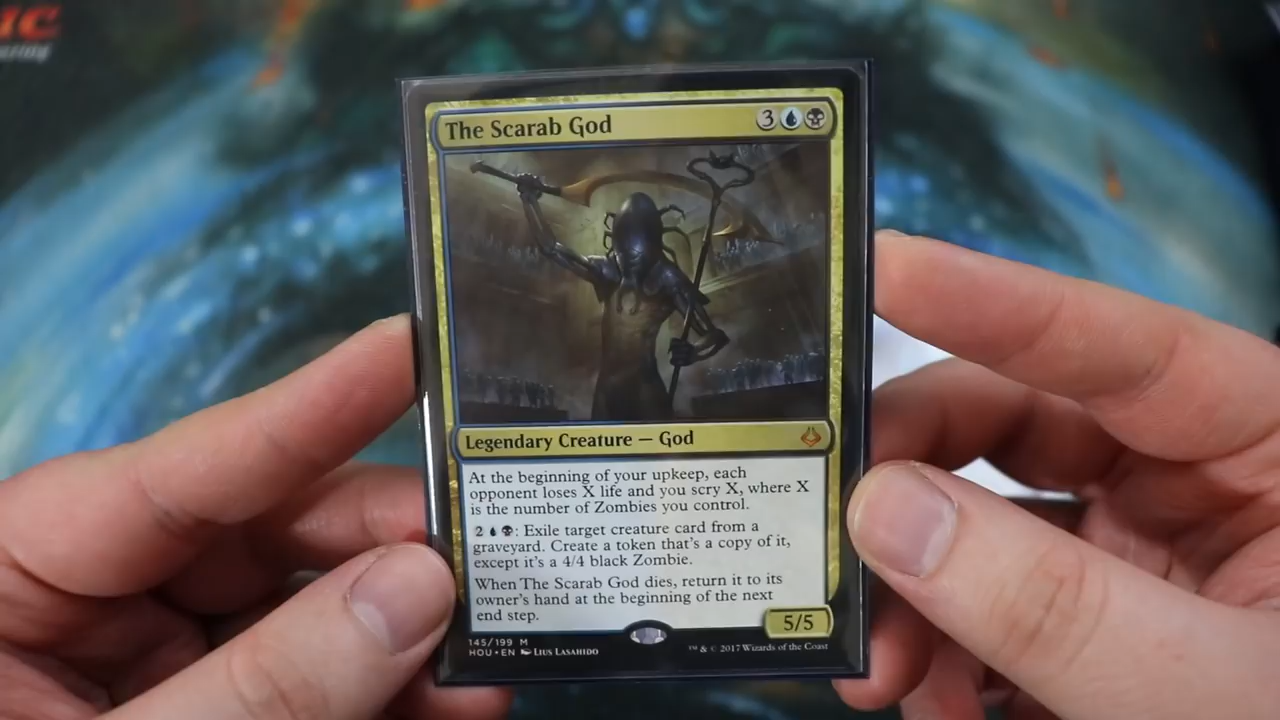 The Scarab God 3
Legendary Creature — God
At the beginning of your upkeep, each
opponent loses X life and you scry X, where X
is the number of Zombies you control.
2: Exile target creature card from a
graveyard. Create a token that's a copy of it,
except it's a 4/4 black Zombie.
When The Scarab God dies, return it to its
owner's hand at the beginning of the next
end step.
5/5
145/199 M
HOU • EN LIUS LASAHIDO
™ & © 2017 Wizards of the Coast